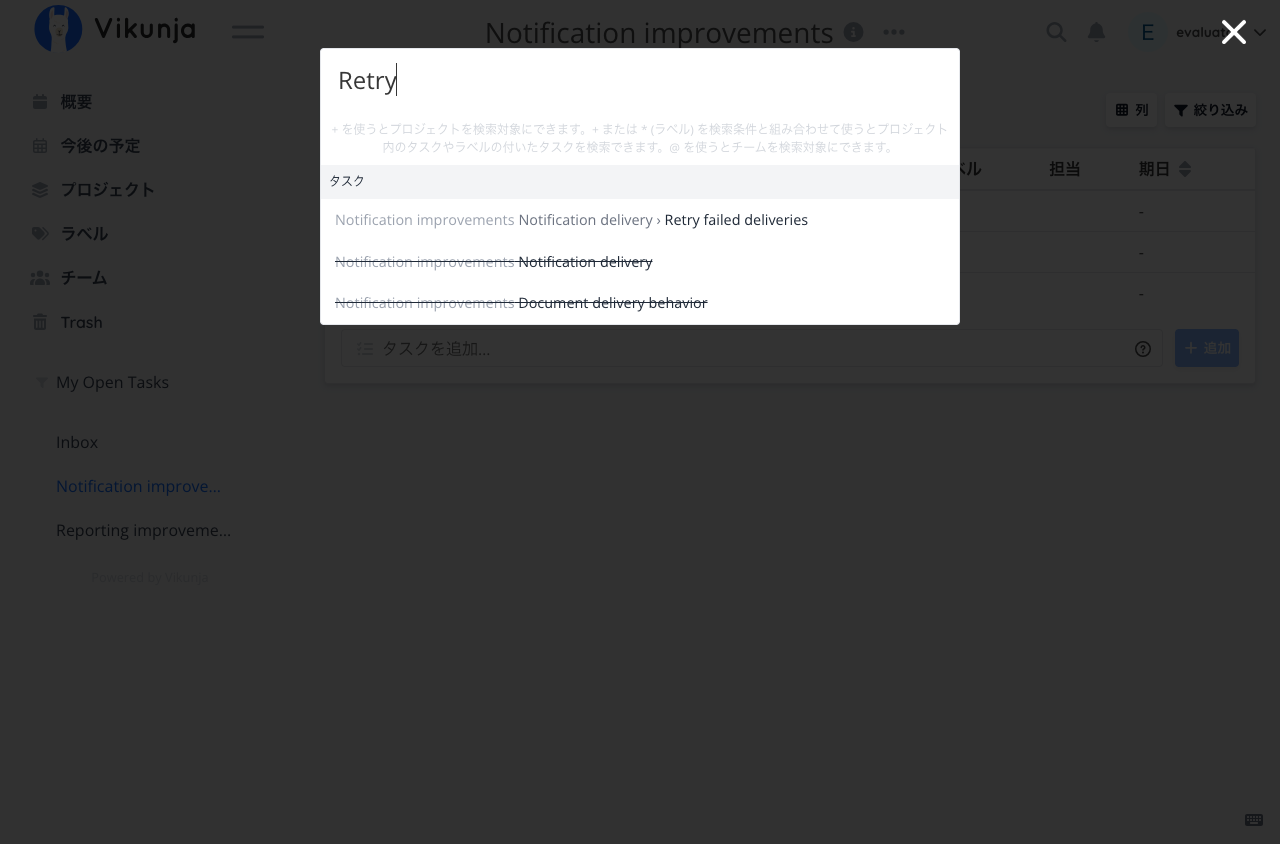 Vikunja
Notification improvements
E
Retry
+ を使うとプロジェクトを検索対象にできます。+ または * (ラベル) を検索条件と組み合わせて使うとプロジェクト
内のタスクやラベルの付いたタスクを検索できます。@ を使うとチームを検索対象にできます。
タスク
Notification improvements Notification delivery › Retry failed deliveries
Notification improvements Notification delivery
Notification improvements Document delivery behavior
概要
今後の予定
プロジェクト
ラベル
チーム
Trash
My Open Tasks
Inbox
Notification improve...
Reporting improveme...
Powered by Vikunja
列
絞り込み
担当
期日
-
-
-
タスクを追加...
+ 追加